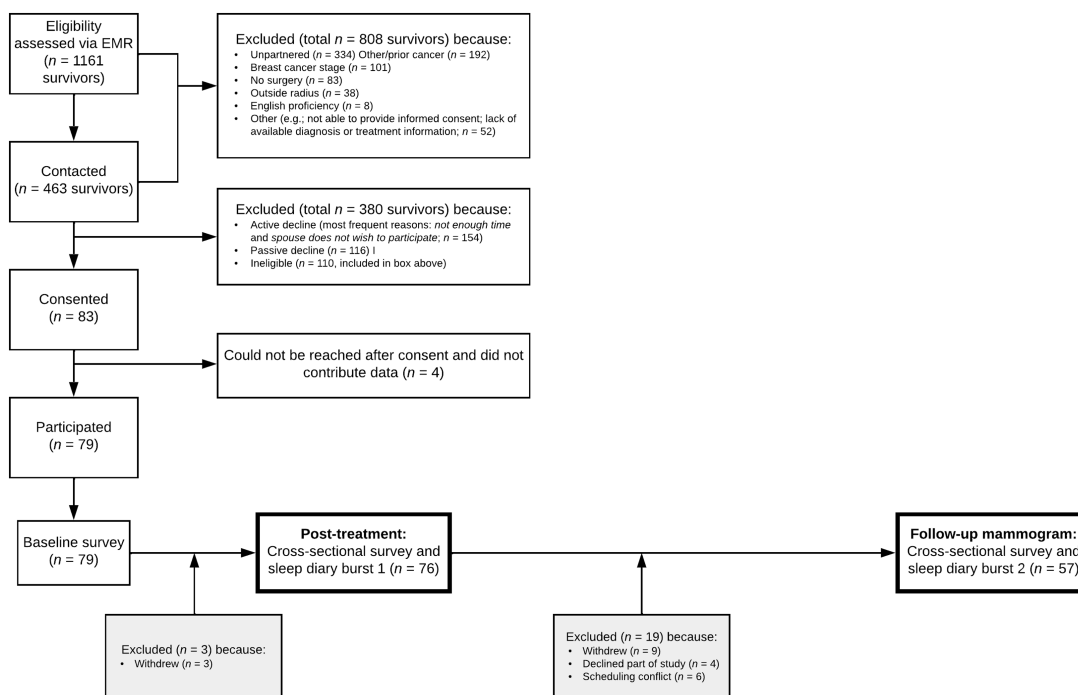 Eligibility
assessed via EMR
(n = 1161
survivors)
Excluded (total n = 808 survivors) because:
• Unpartnered (n = 334) Other/prior cancer (n = 192)
• Breast cancer stage (n = 101)
• No surgery (n = 83)
• Outside radius (n = 38)
• English proficiency (n = 8)
• Other (e.g.; not able to provide informed consent; lack of
available diagnosis or treatment information; n = 52)
Contacted
(n = 463 survivors)
Excluded (total n = 380 survivors) because:
• Active decline (most frequent reasons: not enough time
and spouse does not wish to participate; n = 154)
• Passive decline (n = 116) I
• Ineligible (n = 110, included in box above)
Consented
(n = 83)
Could not be reached after consent and did not
contribute data (n = 4)
Participated
(n = 79)
Baseline survey
(n = 79)
Post-treatment:
Cross-sectional survey and
sleep diary burst 1 (n = 76)
Follow-up mammogram:
Cross-sectional survey and
sleep diary burst 2 (n = 57)
Excluded (n = 3) because:
• Withdrew (n = 3)
Excluded (n = 19) because:
• Withdrew (n = 9)
• Declined part of study (n = 4)
• Scheduling conflict (n = 6)